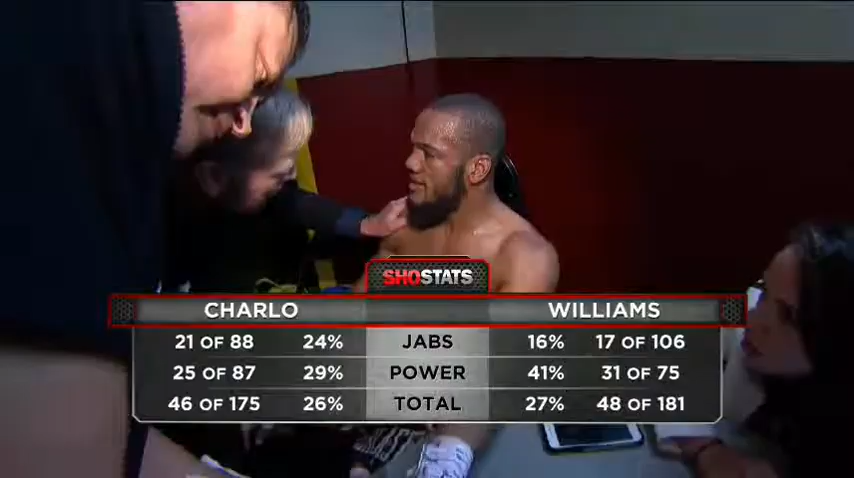 SHOSTATS
CHARLO WILLIAMS
21 OF 88 24% JABS 16% 17 OF 106
25 OF 87 29% POWER 41% 31 OF 75
46 OF 175 26% TOTAL 27% 48 OF 181